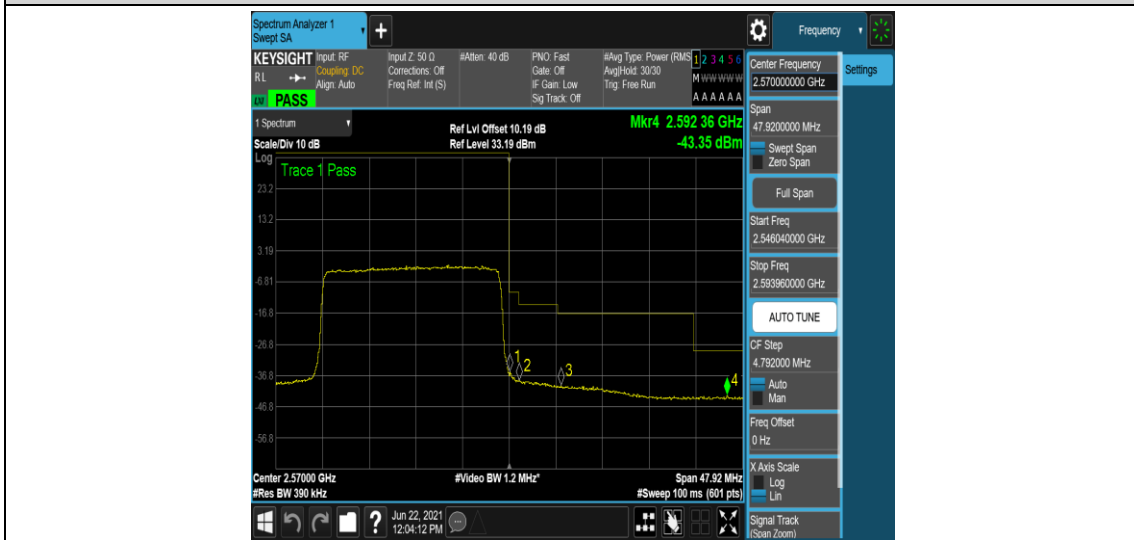 Spectrum Analyzer 1
Swept SA
+
Frequency
KEYSIGHT
R L
PASS
Input: RF
Coupling: DC
Align: Auto
Input Z: 50 Ω
Corrections: Off
Freq Ref: Int (S)
#Atten: 40 dB
PNO: Fast
Gate: Off
IF Gain: Low
Sig Track: Off
#Avg Type: Power (RMS
Avg|Hold: 30/30
Trig: Free Run
1 2 3 4 5 6
M W W W W W
A A A A A A
1 Spectrum
Scale/Div 10 dB
Ref Lvl Offset 10.19 dB
Ref Level 33.19 dBm
Mkr4 2.592 36 GHz
-43.35 dBm
Log
Trace 1 Pass
23.2
13.2
3.19
-6.81
-16.8
-26.8
-36.8
-46.8
-56.8
1
2
3
4
Center 2.57000 GHz
#Res BW 390 kHz
#Video BW 1.2 MHz*
Span 47.92 MHz
#Sweep 100 ms (601 pts)
Center Frequency
2.570000000 GHz
Settings
Span
47.9200000 MHz
Swept Span
Zero Span
Full Span
Start Freq
2.546040000 GHz
Stop Freq
2.593960000 GHz
AUTO TUNE
CF Step
4.792000 MHz
Auto
Man
Freq Offset
0 Hz
X Axis Scale
Log
Lin
Signal Track
(Span Zoom)
?
Jun 22, 2021
12:04:12 PM